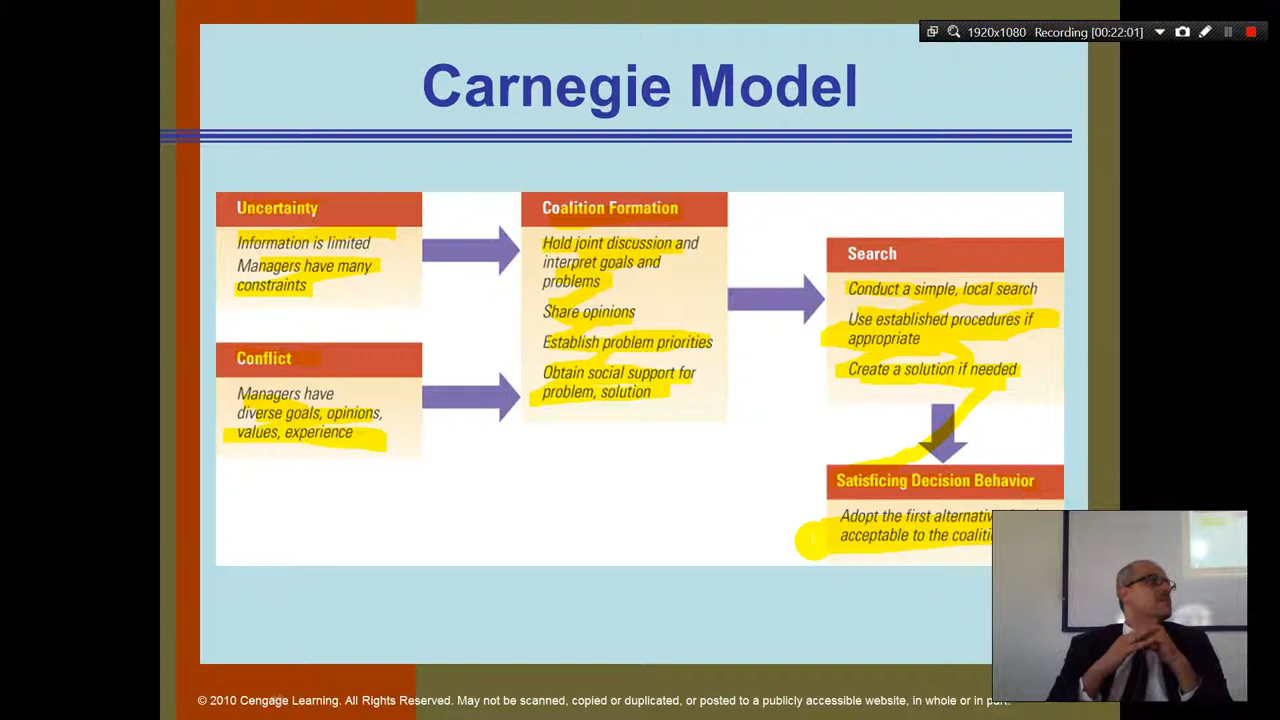 1920x1080 Recording [00:22:01]
Carnegie Model
Uncertainty
Information is limited
Managers have many
constraints
Conflict
Managers have
diverse goals, opinions,
values, experience
Coalition Formation
Hold joint discussion and
interpret goals and
problems
Share opinions
Establish problem priorities
Obtain social support for
problem, solution
Search
Conduct a simple, local search
Use established procedures if
appropriate
Create a solution if needed
Satisficing Decision Behavior
Adopt the first alternativ
acceptable to the coaliti
© 2010 Cengage Learning. All Rights Reserved. May not be scanned, copied or duplicated, or posted to a publicly accessible website, in whole or in part.